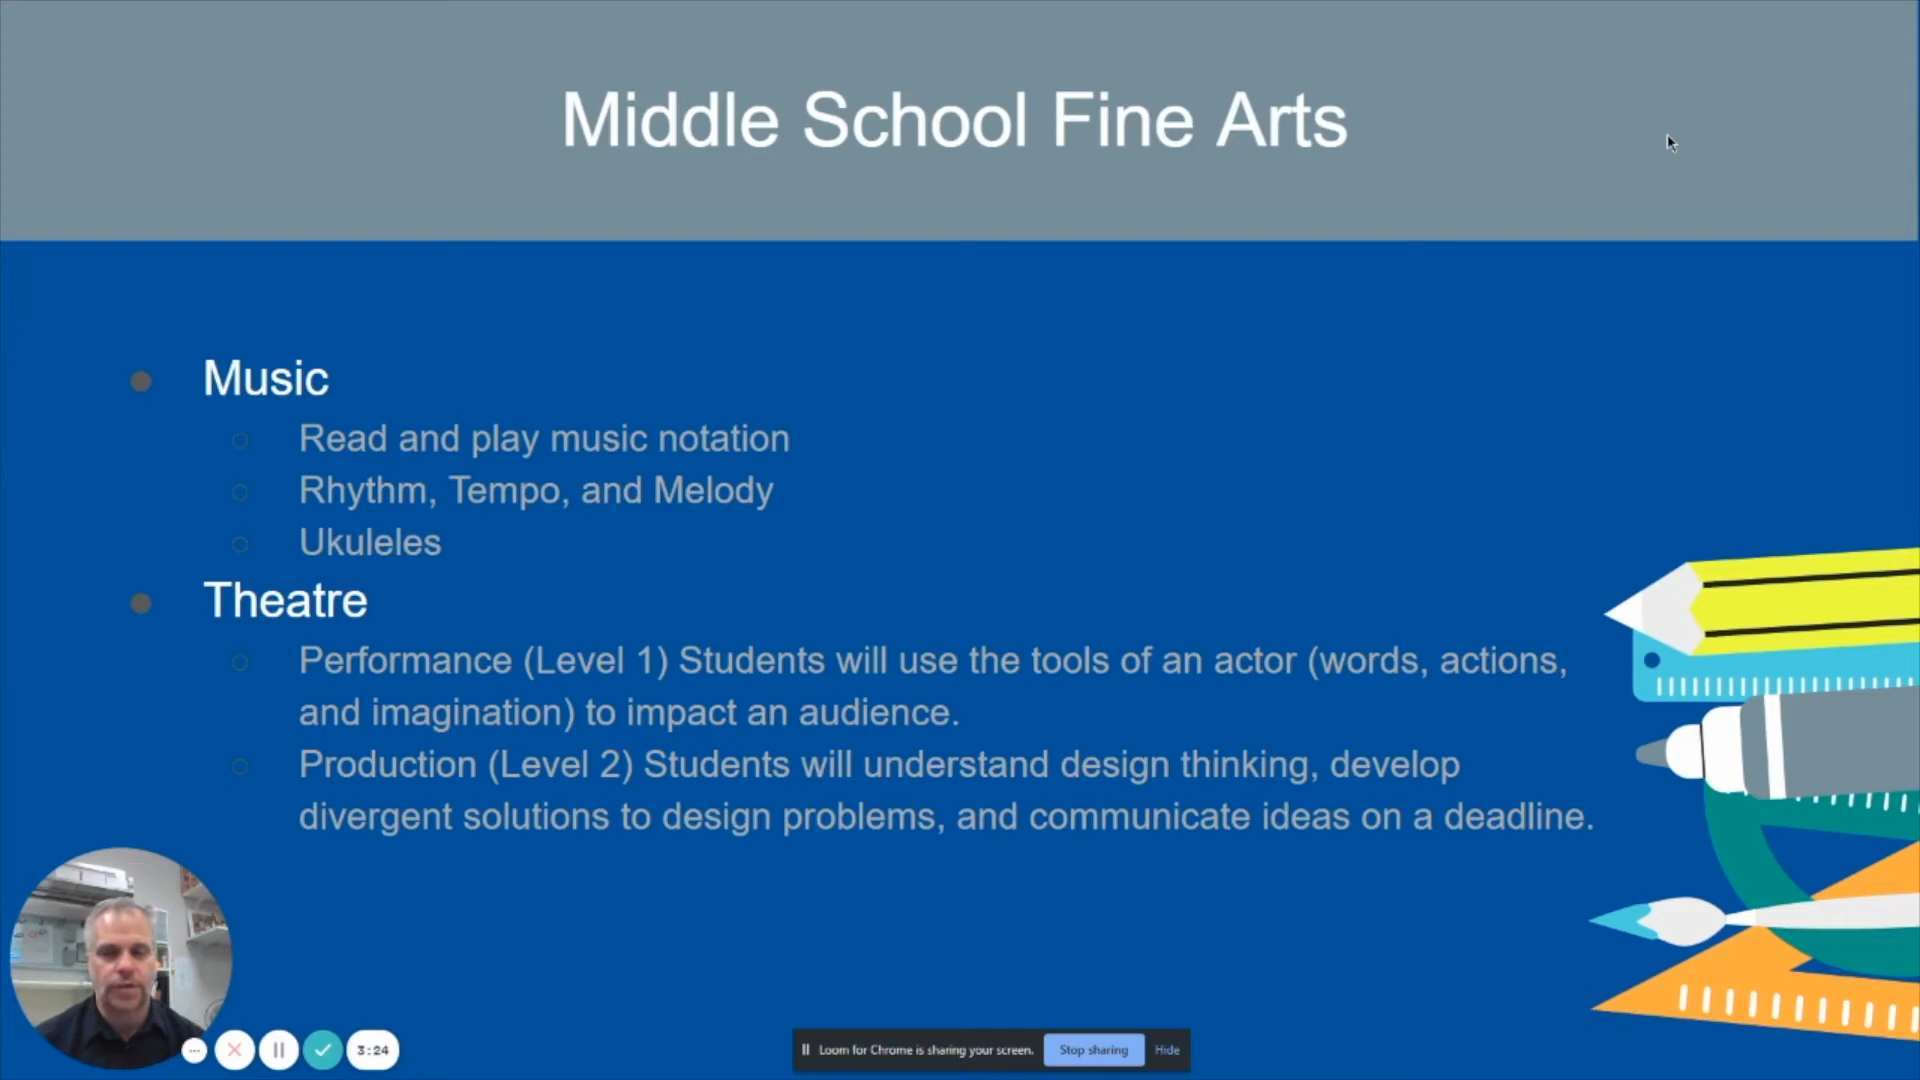 Middle School Fine Arts
Music
Read and play music notation
Rhythm, Tempo, and Melody
Ukuleles
Theatre
Performance (Level 1) Students will use the tools of an actor (words, actions,
and imagination) to impact an audience.
Production (Level 2) Students will understand design thinking, develop
divergent solutions to design problems, and communicate ideas on a deadline.
3:24
Loom for Chrome is sharing your screen.
Stop sharing
Hide